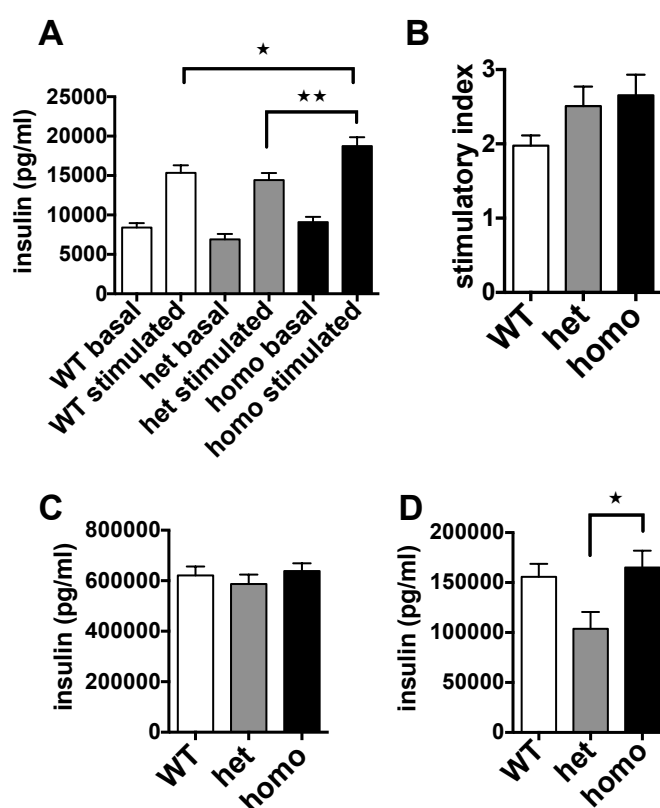 A
★
★★
insulin (pg/ml)
25000
20000
15000
10000
5000
0
WT basal
WT stimulated
het basal
het stimulated
homo basal
homo stimulated
B
stimulatory index
3
2
1
0
WT
het
homo
C
insulin (pg/ml)
800000
600000
400000
200000
0
WT
het
homo
D
★
insulin (pg/ml)
200000
150000
100000
50000
0
WT
het
homo